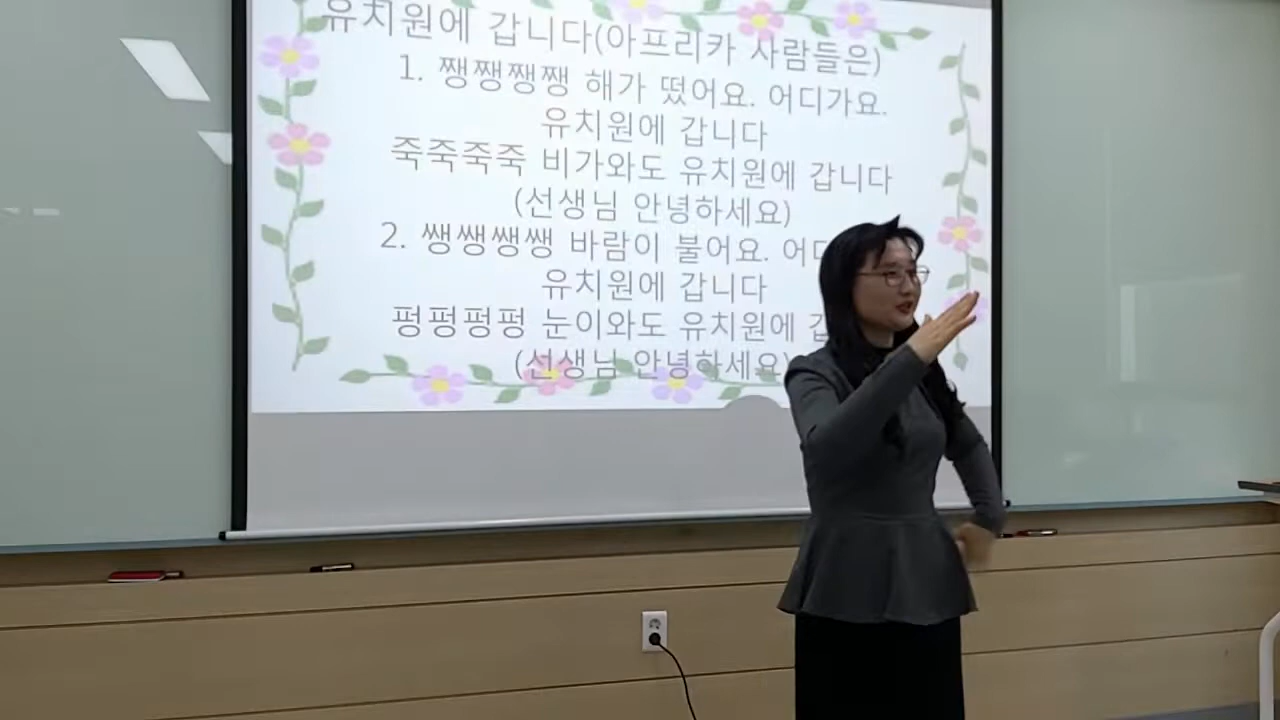 유치원에 갑니다(아프리카 사람들은)
1. 쨍쨍쨍쨍 해가 떴어요. 어디가요.
유치원에 갑니다
죽죽죽죽 비가와도 유치원에 갑니다
(선생님 안녕하세요)
2. 쌩쌩쌩쌩 바람이 불어요.
유치원에 갑니다
펑펑펑펑 눈이와도 유치원에
(선생님 안녕하세요)